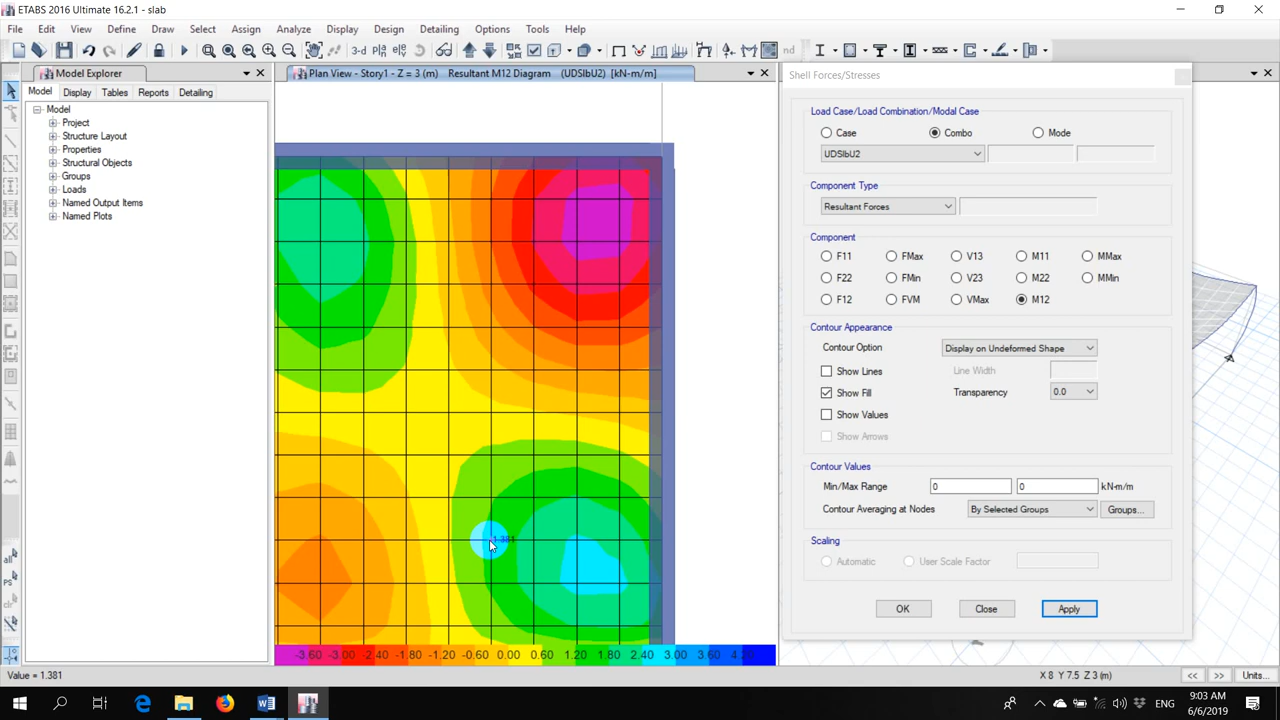 ETABS 2016 Ultimate 16.2.1 - slab
File Edit View Define Draw Select Assign Analyze Display Design Detailing Options Tools Help
3-d nd
Model Explorer
Plan View - Story1 - Z = 3 (m) Resultant M12 Diagram (UDSlbU2) [kN-m/m]
Shell Forces/Stresses
Model Display Tables Reports Detailing
Model
Project
Structure Layout
Properties
Structural Objects
Groups
Loads
Named Output Items
Named Plots
Load Case/Load Combination/Modal Case
Case Combo Mode
UDSlbU2
Component Type
Resultant Forces
Component
F11 FMax V13 M11 MMax
F22 FMin V23 M22 MMin
F12 FVM VMax M12
Contour Appearance
Contour Option Display on Undeformed Shape
Show Lines Line Width
Show Fill Transparency 0.0
Show Values
Show Arrows
Contour Values
Min/Max Range 0 0 kN-m/m
Contour Averaging at Nodes By Selected Groups Groups...
Scaling
Automatic User Scale Factor
OK Close Apply
1.381
all
PS
clr
-3.60 -3.00 -2.40 -1.80 -1.20 -0.60 0.00 0.60 1.20 1.80 2.40 3.00 3.60
Value = 1.381
X 8 Y 7.5 Z 3 (m) << >> Units...
ENG
9:03 AM
6/6/2019